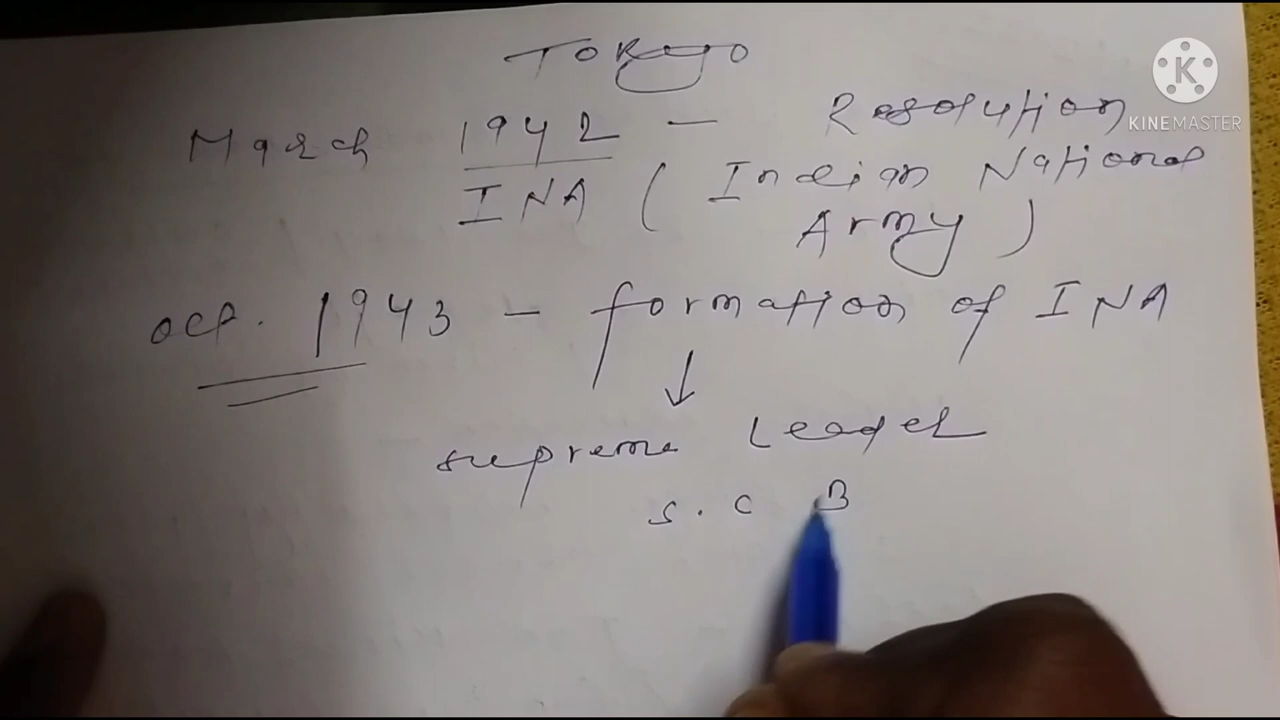 TOKYO
March 1942 - Resolution
INA (Indian National
Army)
Oct. 1943 - formation of INA
↓
supreme Leader
S. C B
K
KINEMASTER